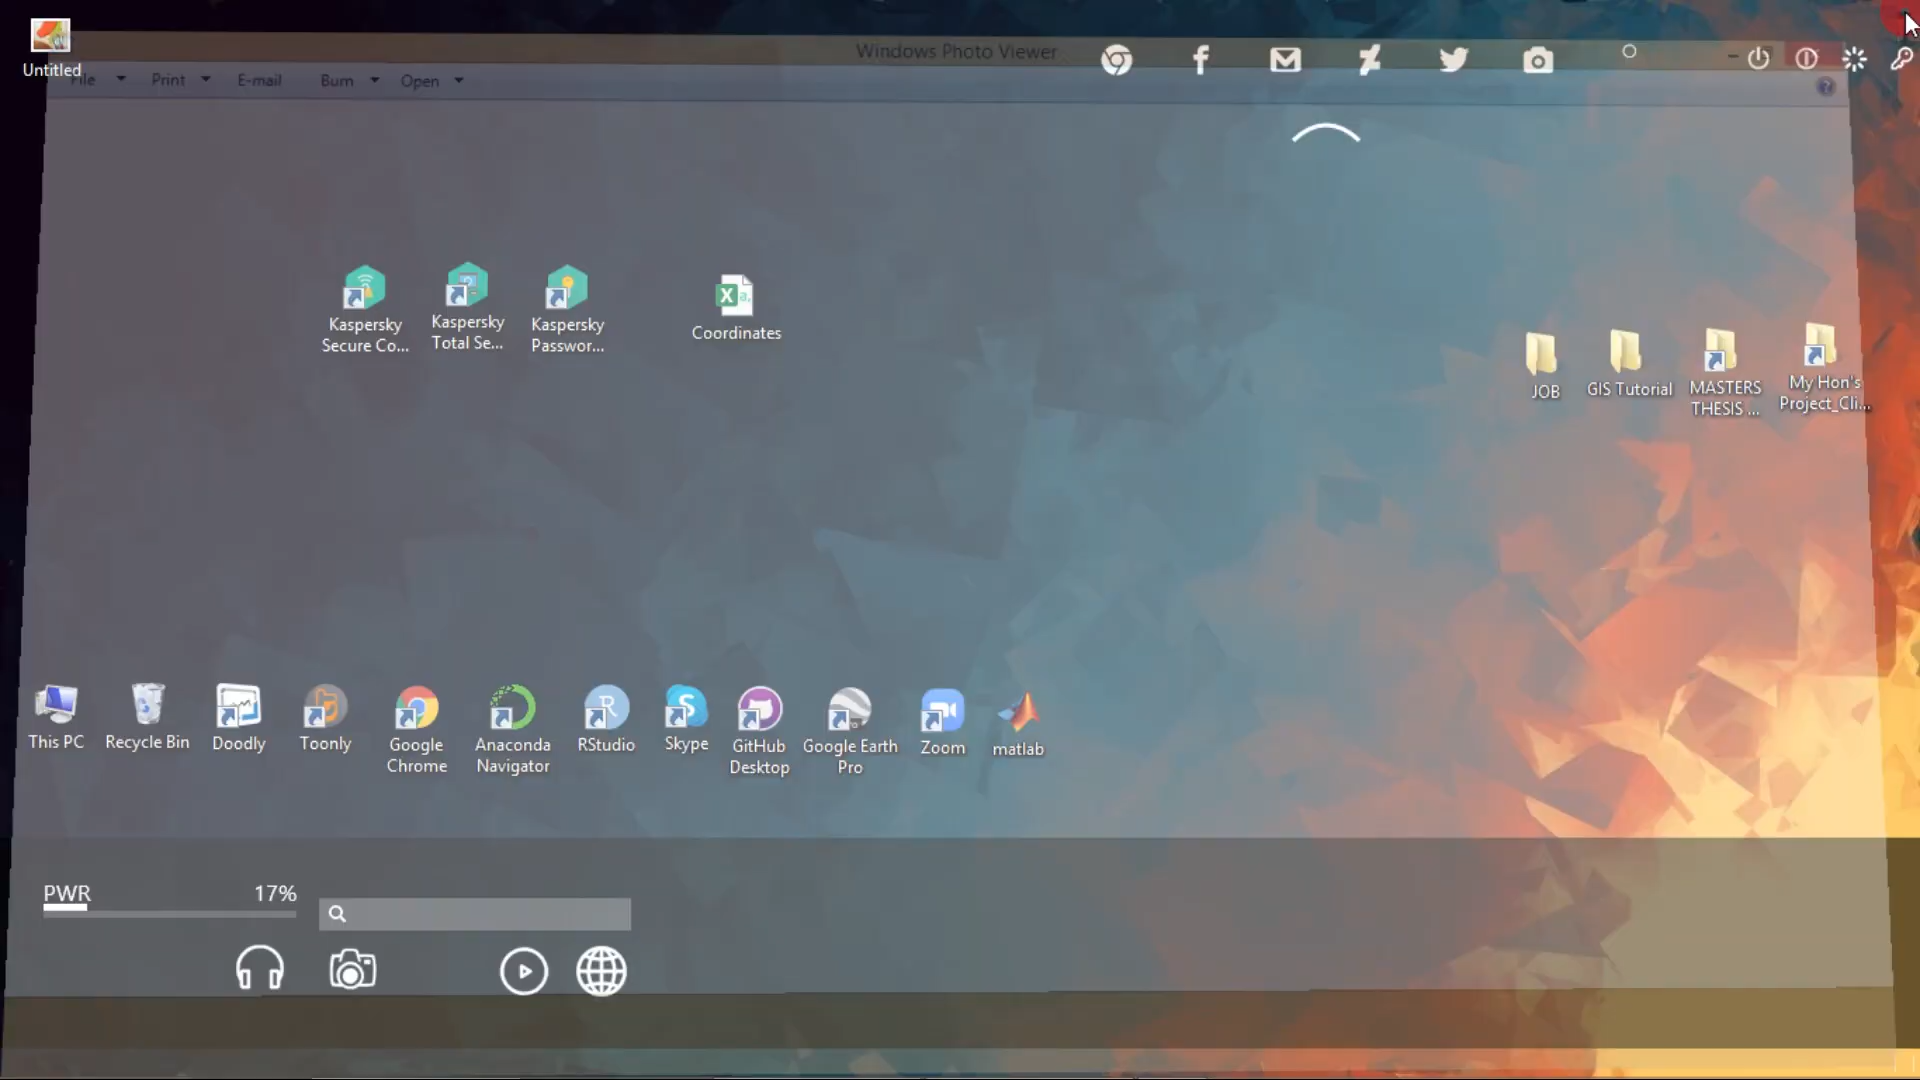 Windows Photo Viewer
Untitled
File
Print
E-mail
Burn
Open
Kaspersky
Secure Co...
Kaspersky
Total Se...
Kaspersky
Passwor...
Coordinates
JOB
GIS Tutorial
MASTERS
THESIS ...
My Hon's
Project_Cli...
This PC
Recycle Bin
Doodly
Toonly
Google
Chrome
Anaconda
Navigator
RStudio
Skype
GitHub
Desktop
Google Earth
Pro
Zoom
matlab
PWR 17%